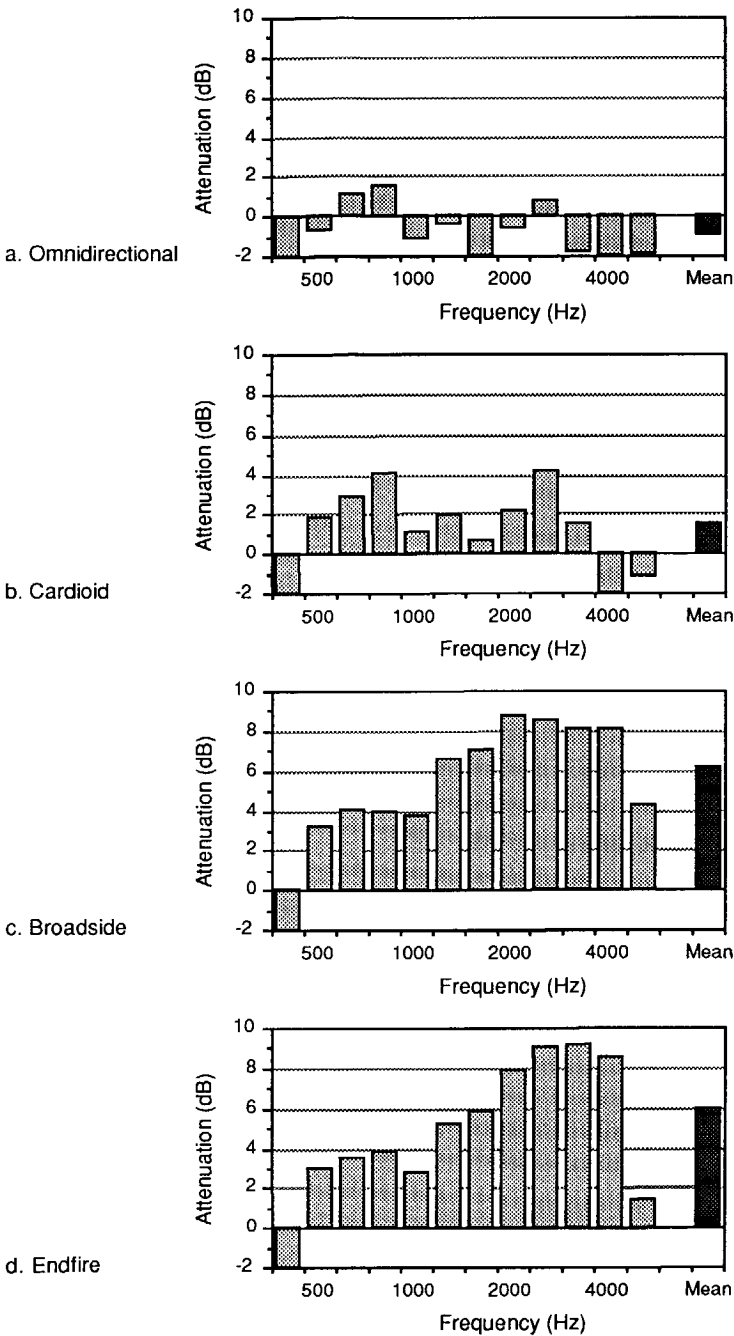 10
8
6
4
2
0
-2
Attenuation (dB)
500 1000 2000 4000 Mean
Frequency (Hz)
a. Omnidirectional
10
8
6
4
2
0
-2
Attenuation (dB)
500 1000 2000 4000 Mean
Frequency (Hz)
b. Cardioid
10
8
6
4
2
0
-2
Attenuation (dB)
500 1000 2000 4000 Mean
Frequency (Hz)
c. Broadside
10
8
6
4
2
0
-2
Attenuation (dB)
500 1000 2000 4000 Mean
Frequency (Hz)
d. Endfire